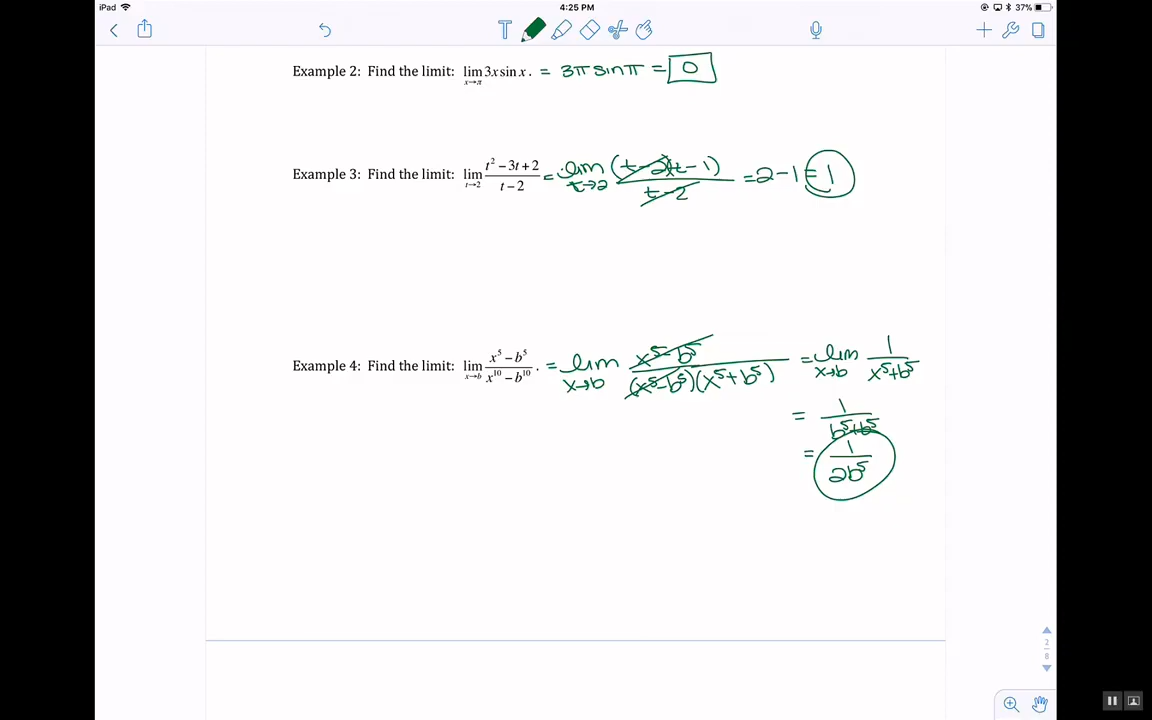 iPad 4:25 PM 37%
T
Example 2: Find the limit: lim x→π 3x sin x. = 3π sin π = 0
Example 3: Find the limit: lim t→2 (t² − 3t + 2)/(t − 2) = lim t→2 (t−2)(t−1)/(t−2) = 2−1 = 1
Example 4: Find the limit: lim x→b (x⁵ − b⁵)/(x¹⁰ − b¹⁰). = lim x→b (x⁵−b⁵)/((x⁵−b⁵)(x⁵+b⁵)) = lim x→b 1/(x⁵+b⁵)
= 1/(b⁵+b⁵)
= 1/(2b⁵)
2
8